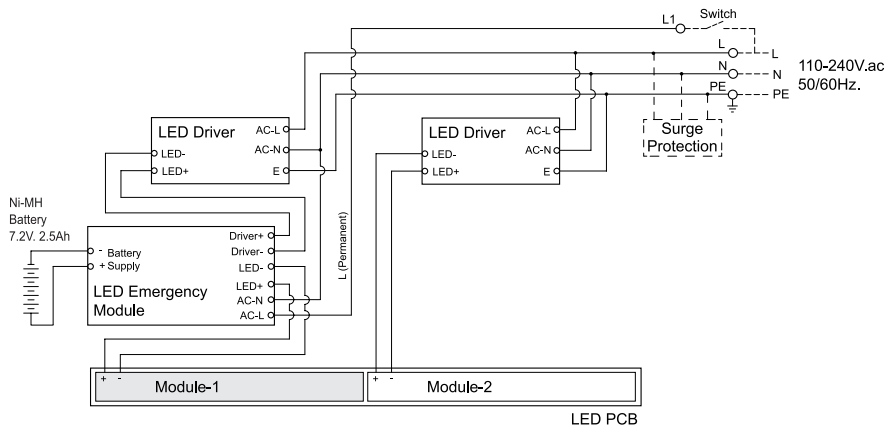 L1
Switch
L
L
N
N
PE
PE
110-240V.ac
50/60Hz.
Surge
Protection
LED Driver
AC-L
LED-
AC-N
LED+
E
LED Driver
AC-L
LED-
AC-N
LED+
E
Ni-MH
Battery
7.2V. 2.5Ah
Driver+
- Battery
Driver-
+ Supply
LED-
LED+
LED Emergency
Module
AC-N
AC-L
L (Permanent)
+ -
Module-1
+ -
Module-2
LED PCB